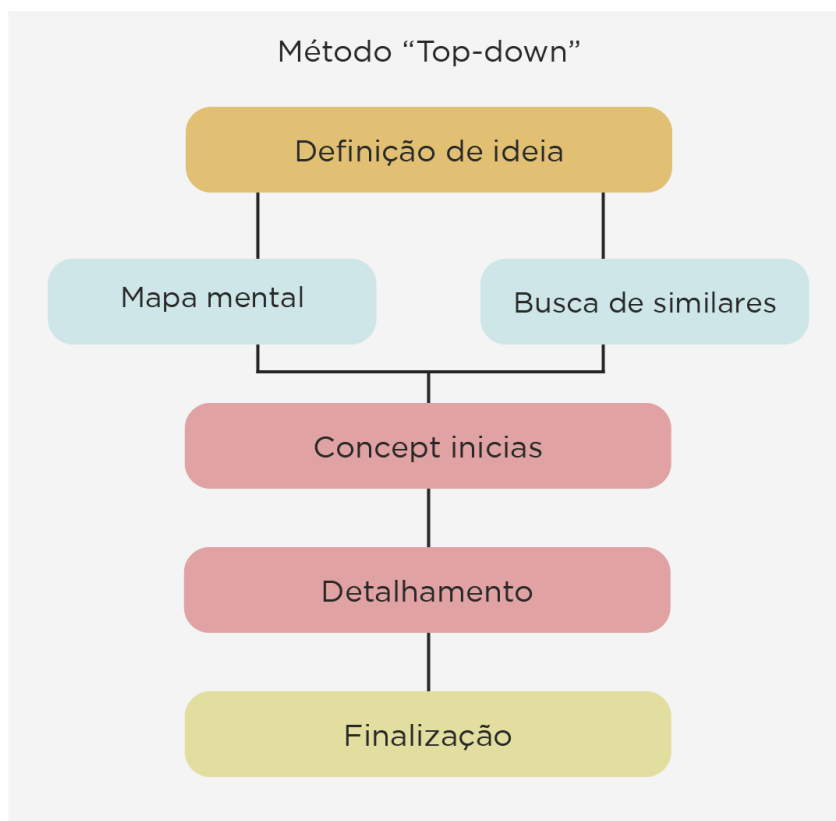 Método “Top-down”
Definição de ideia
Mapa mental
Busca de similares
Concept inicias
Detalhamento
Finalização